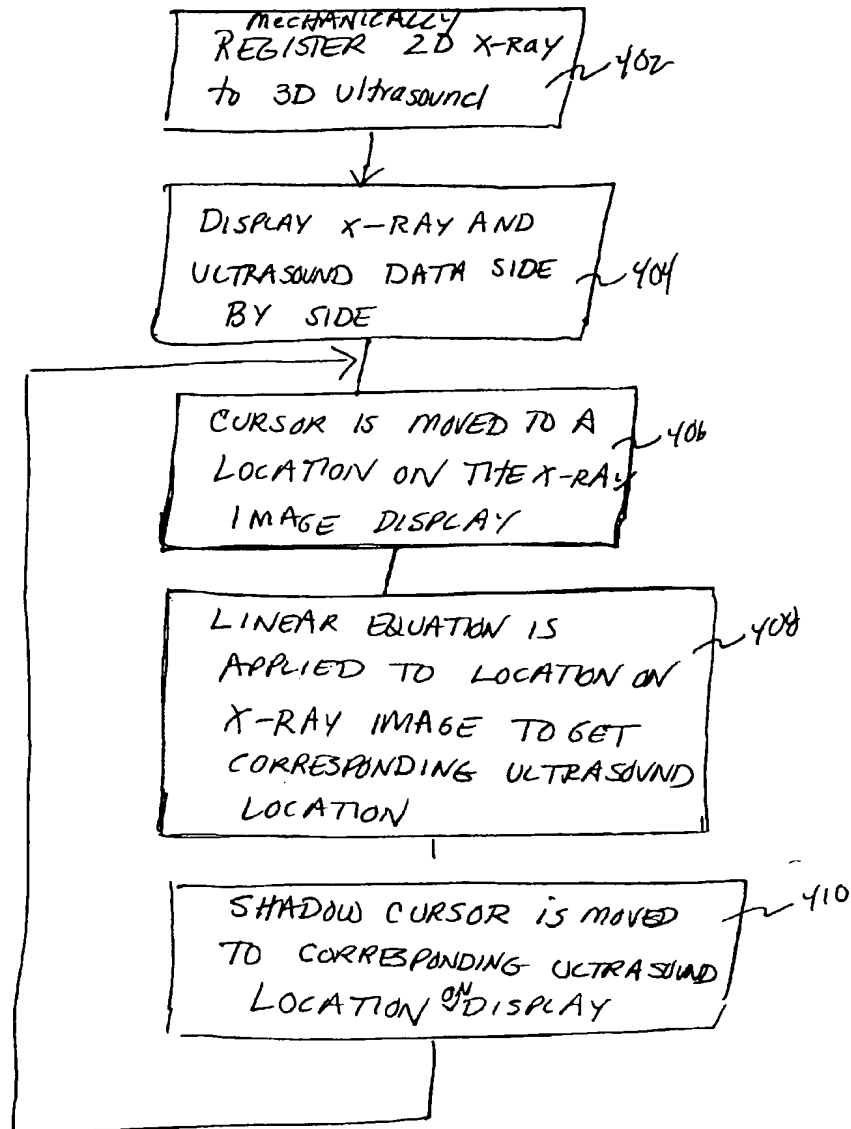 MECHANICALLY
REGISTER 2D X-Ray
to 3D Ultrasound
402
DISPLAY X-RAY AND
ULTRASOUND DATA SIDE
BY SIDE
404
CURSOR IS MOVED TO A
LOCATION ON THE X-RAY
IMAGE DISPLAY
406
LINEAR EQUATION IS
APPLIED TO LOCATION ON
X-RAY IMAGE TO GET
CORRESPONDING ULTRASOUND
LOCATION
408
SHADOW CURSOR is MOVED
TO CORRESPONDING ULTRASOUND
LOCATION ON DISPLAY
410